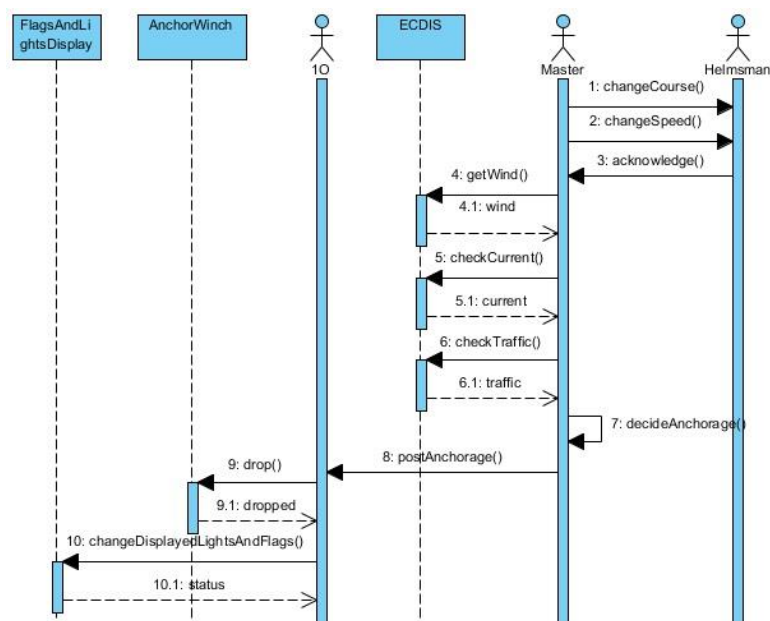 FlagsAndLi
ghtsDisplay
AnchorWinch
1O
ECDIS
Master
Helmsman
1: changeCourse()
2: changeSpeed()
3: acknowledge()
4: getWind()
4.1: wind
5: checkCurrent()
5.1: current
6: checkTraffic()
6.1: traffic
7: decideAnchorage()
8: postAnchorage()
9: drop()
9.1: dropped
10: changeDisplayedLightsAndFlags()
10.1: status